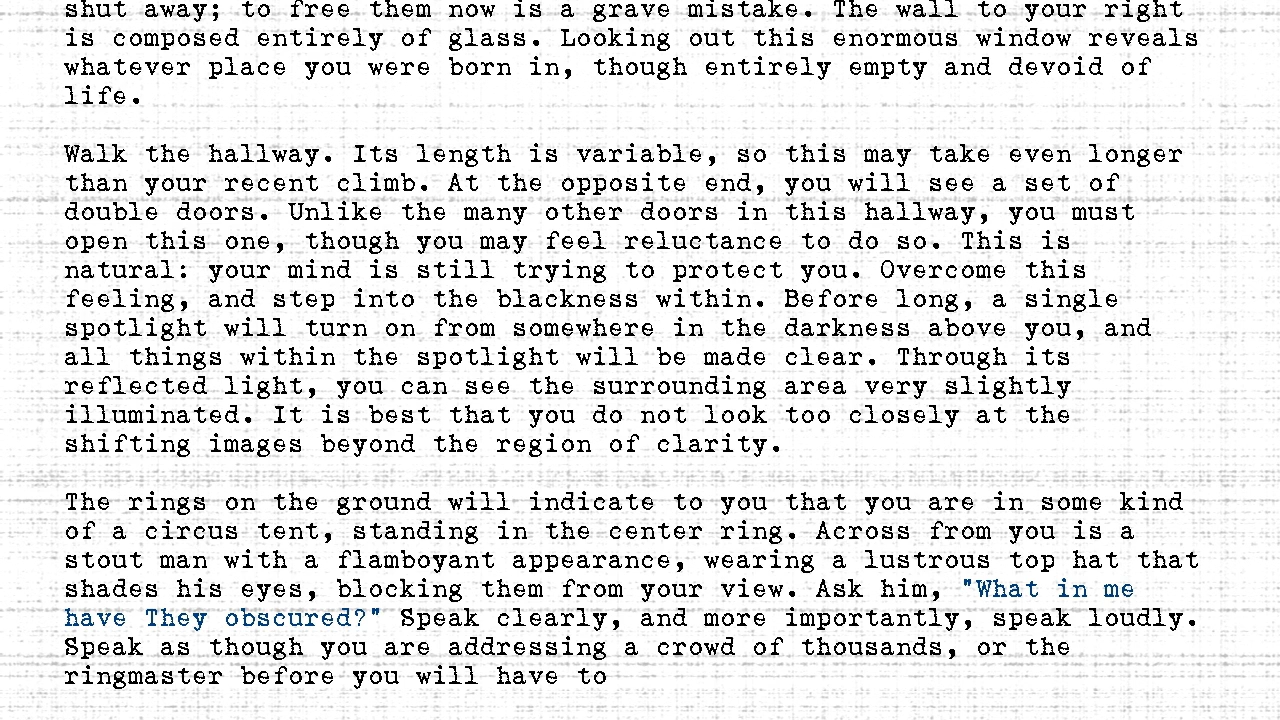 shut away; to free them now is a grave mistake. The wall to your right
is composed entirely of glass. Looking out this enormous window reveals
whatever place you were born in, though entirely empty and devoid of
life.
Walk the hallway. Its length is variable, so this may take even longer
than your recent climb. At the opposite end, you will see a set of
double doors. Unlike the many other doors in this hallway, you must
open this one, though you may feel reluctance to do so. This is
natural: your mind is still trying to protect you. Overcome this
feeling, and step into the blackness within. Before long, a single
spotlight will turn on from somewhere in the darkness above you, and
all things within the spotlight will be made clear. Through its
reflected light, you can see the surrounding area very slightly
illuminated. It is best that you do not look too closely at the
shifting images beyond the region of clarity.
The rings on the ground will indicate to you that you are in some kind
of a circus tent, standing in the center ring. Across from you is a
stout man with a flamboyant appearance, wearing a lustrous top hat that
shades his eyes, blocking them from your view. Ask him, "What in me
have They obscured?" Speak clearly, and more importantly, speak loudly.
Speak as though you are addressing a crowd of thousands, or the
ringmaster before you will have to